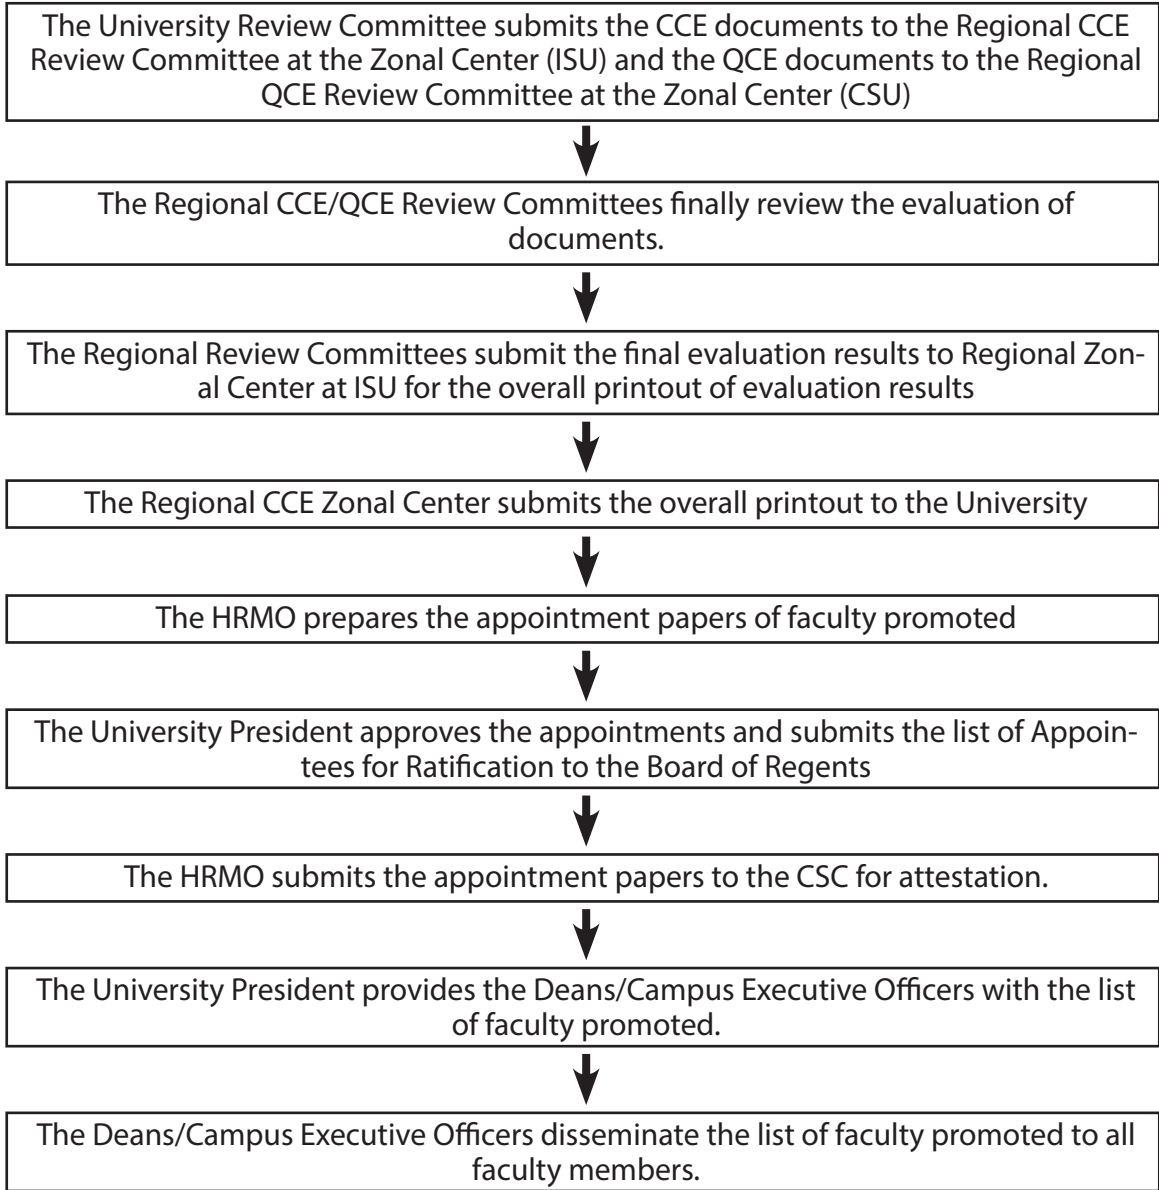 The University Review Committee submits the CCE documents to the Regional CCE
Review Committee at the Zonal Center (ISU) and the QCE documents to the Regional
QCE Review Committee at the Zonal Center (CSU)
The Regional CCE/QCE Review Committees finally review the evaluation of
documents.
The Regional Review Committees submit the final evaluation results to Regional Zon-
al Center at ISU for the overall printout of evaluation results
The Regional CCE Zonal Center submits the overall printout to the University
The HRMO prepares the appointment papers of faculty promoted
The University President approves the appointments and submits the list of Appoin-
tees for Ratification to the Board of Regents
The HRMO submits the appointment papers to the CSC for attestation.
The University President provides the Deans/Campus Executive Officers with the list
of faculty promoted.
The Deans/Campus Executive Officers disseminate the list of faculty promoted to all
faculty members.